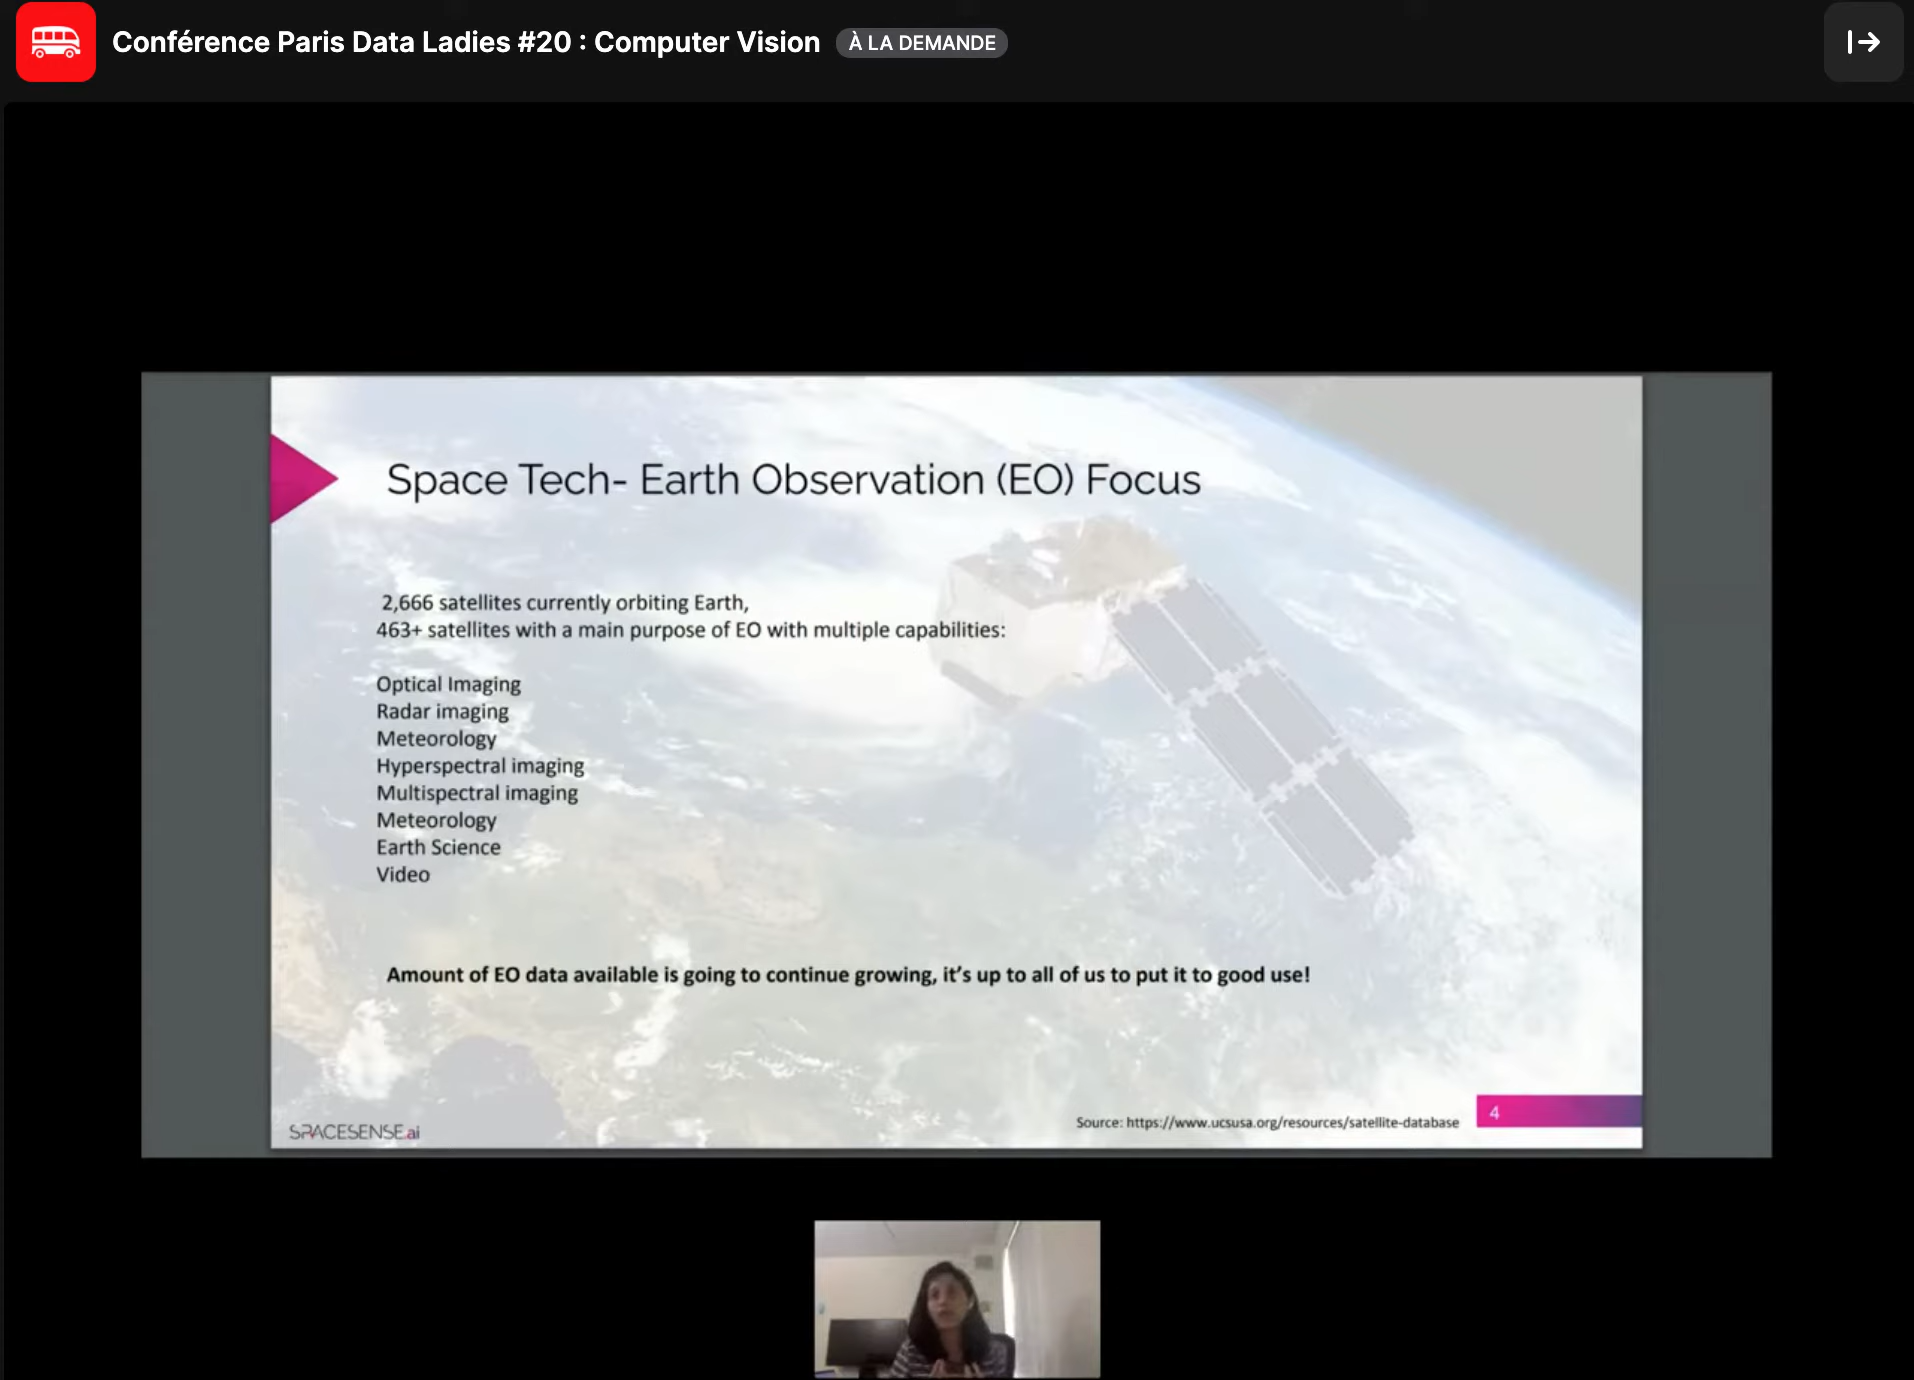 Conférence Paris Data Ladies #20 : Computer Vision À LA DEMANDE
Space Tech- Earth Observation (EO) Focus
2,666 satellites currently orbiting Earth,
463+ satellites with a main purpose of EO with multiple capabilities:
Optical Imaging
Radar imaging
Meteorology
Hyperspectral imaging
Multispectral imaging
Meteorology
Earth Science
Video
Amount of EO data available is going to continue growing, it's up to all of us to put it to good use!
SPACESENSE.ai
Source: https://www.ucsusa.org/resources/satellite-database
4